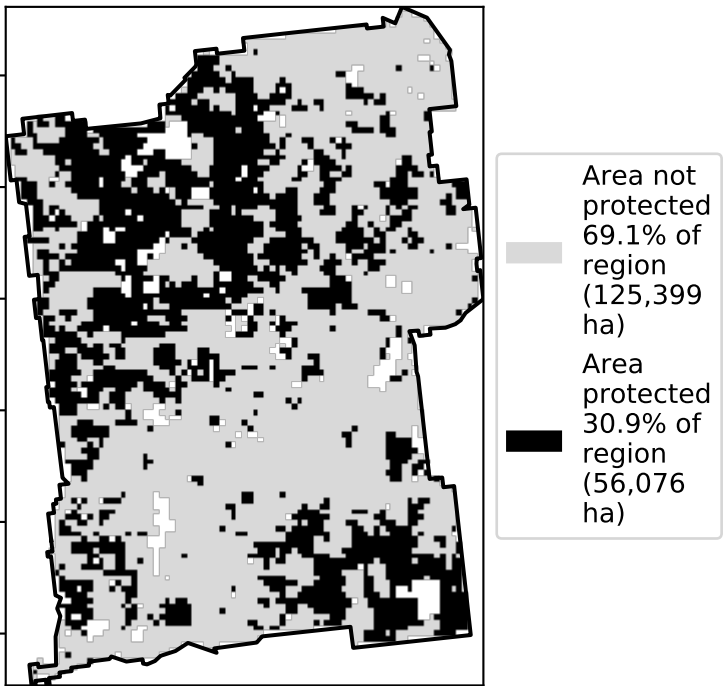 Area not
protected
69.1% of
region
(125,399
ha)
Area
protected
30.9% of
region
(56,076
ha)